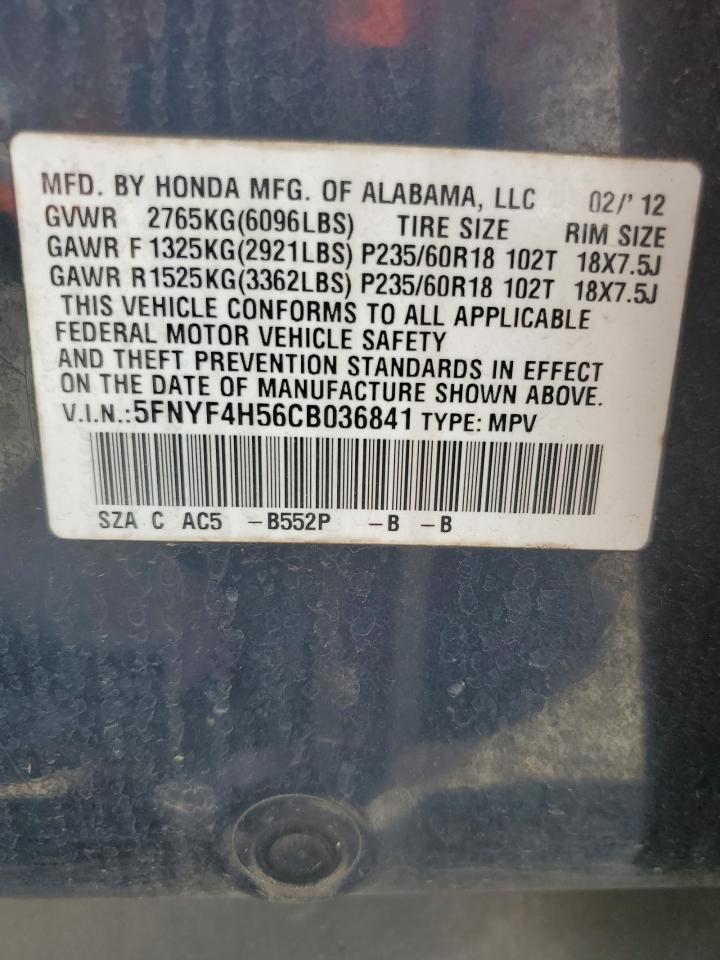 MFD. BY HONDA MFG. OF ALABAMA, LLC 02/'12
GVWR 2765KG(6096LBS) TIRE SIZE RIM SIZE
GAWR F 1325KG(2921LBS) P235/60R18 102T 18X7.5J
GAWR R1525KG(3362LBS) P235/60R18 102T 18X7.5J
THIS VEHICLE CONFORMS TO ALL APPLICABLE
FEDERAL MOTOR VEHICLE SAFETY
AND THEFT PREVENTION STANDARDS IN EFFECT
ON THE DATE OF MANUFACTURE SHOWN ABOVE.
V.I.N.:5FNYF4H56CB036841 TYPE: MPV
SZA C AC5 -B552P -B -B